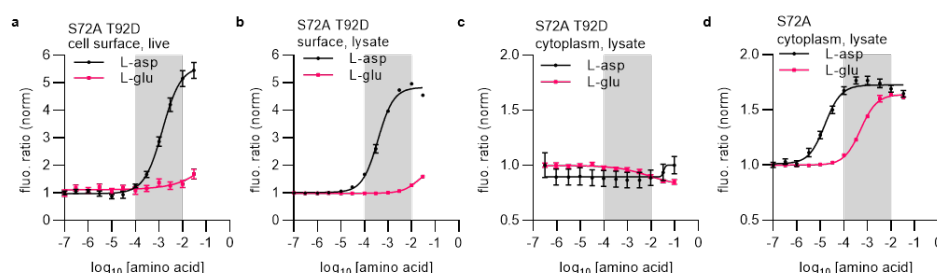 a
S72A T92D
cell surface, live
L-asp
L-glu
fluo. ratio (norm)
6
5
4
3
2
1
0
-7 -6 -5 -4 -3 -2 -1 0
log10 [amino acid]
b
S72A T92D
surface, lysate
L-asp
L-glu
fluo. ratio (norm)
6
5
4
3
2
1
0
-7 -6 -5 -4 -3 -2 -1 0
log10 [amino acid]
c
S72A T92D
cytoplasm, lysate
L-asp
L-glu
fluo. ratio (norm)
2.0
1.5
1.0
0.5
-7 -6 -5 -4 -3 -2 -1 0
log10 [amino acid]
d
S72A
cytoplasm, lysate
L-asp
L-glu
fluo. ratio (norm)
2.0
1.5
1.0
0.5
-7 -6 -5 -4 -3 -2 -1 0
log10 [amino acid]